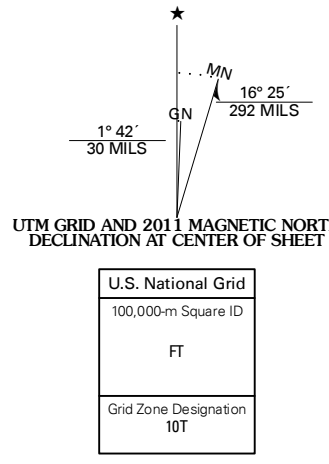 ★
MN
GN
16° 25´
292 MILS
1° 42´
30 MILS
UTM GRID AND 2011 MAGNETIC NORT
DECLINATION AT CENTER OF SHEET
U.S. National Grid
100,000-m Square ID
FT
Grid Zone Designation
10T